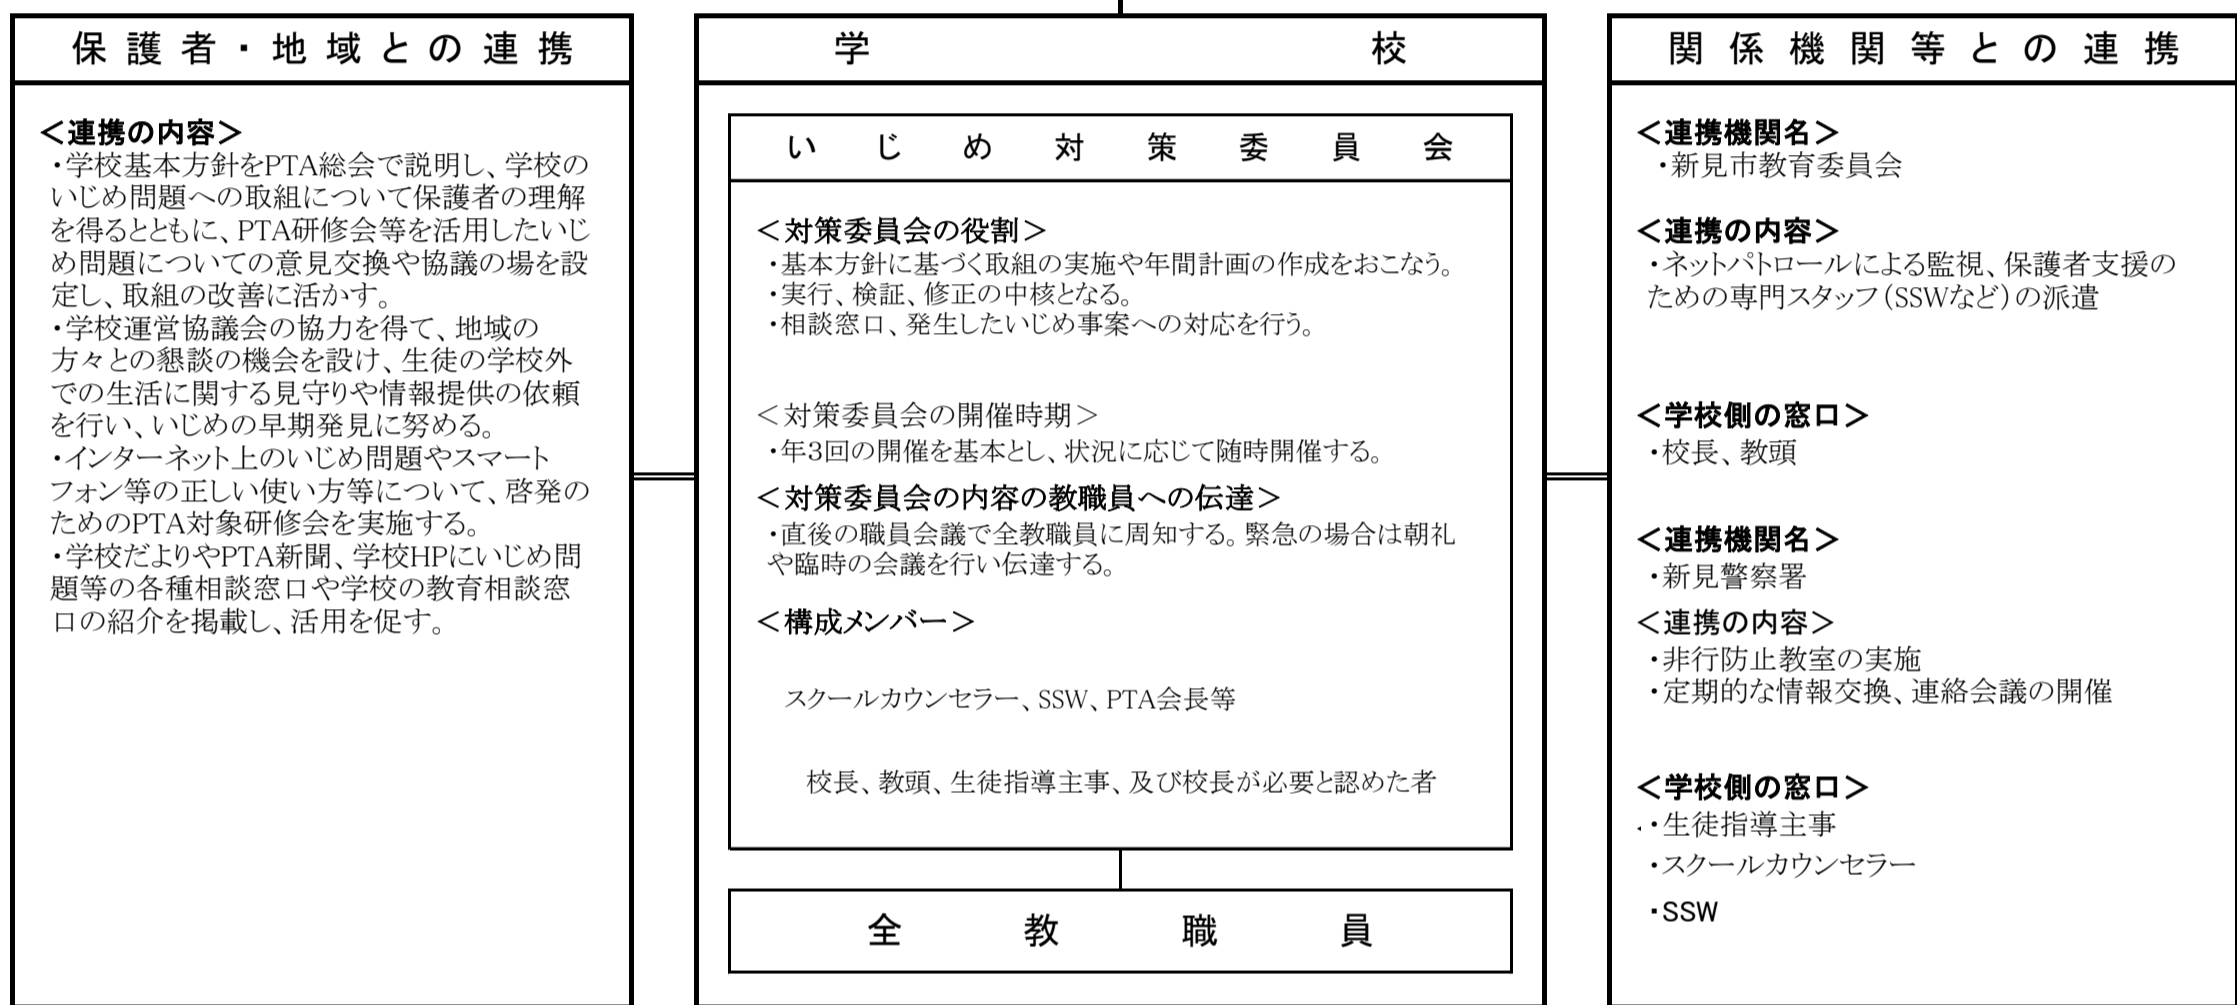 保護者・地域との連携
＜連携の内容＞
・学校基本方針をPTA総会で説明し、学校の
いじめ問題への取組について保護者の理解
を得るとともに、PTA研修会等を活用したいじ
め問題についての意見交換や協議の場を設
定し、取組の改善に活かす。
・学校運営協議会の協力を得て、地域の
方々との懇談の機会を設け、生徒の学校外
での生活に関する見守りや情報提供の依頼
を行い、いじめの早期発見に努める。
・インターネット上のいじめ問題やスマート
フォン等の正しい使い方等について、啓発の
ためのPTA対象研修会を実施する。
・学校だよりやPTA新聞、学校HPにいじめ問
題等の各種相談窓口や学校の教育相談窓
口の紹介を掲載し、活用を促す。
学校
いじめ対策委員会
＜対策委員会の役割＞
・基本方針に基づく取組の実施や年間計画の作成をおこなう。
・実行、検証、修正の中核となる。
・相談窓口、発生したいじめ事案への対応を行う。
＜対策委員会の開催時期＞
・年3回の開催を基本とし、状況に応じて随時開催する。
＜対策委員会の内容の教職員への伝達＞
・直後の職員会議で全教職員に周知する。緊急の場合は朝礼
や臨時の会議を行い伝達する。
＜構成メンバー＞
スクールカウンセラー、SSW、PTA会長等
校長、教頭、生徒指導主事、及び校長が必要と認めた者
全教職員
関係機関等との連携
＜連携機関名＞
・新見市教育委員会
＜連携の内容＞
・ネットパトロールによる監視、保護者支援の
ための専門スタッフ（SSWなど）の派遣
＜学校側の窓口＞
・校長、教頭
＜連携機関名＞
・新見警察署
＜連携の内容＞
・非行防止教室の実施
・定期的な情報交換、連絡会議の開催
＜学校側の窓口＞
・生徒指導主事
・スクールカウンセラー
・SSW